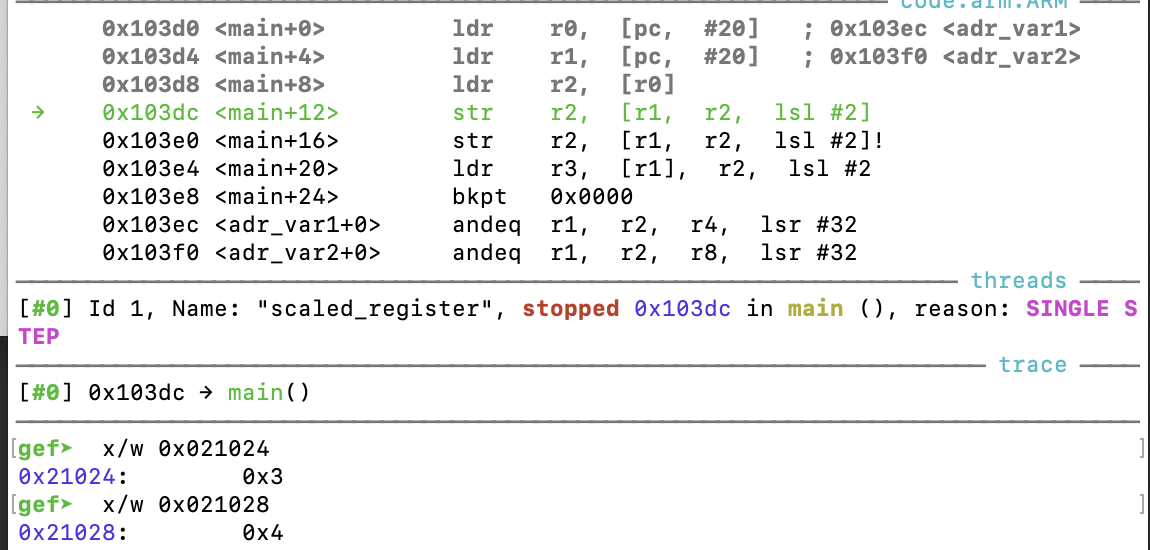 code:arm:ARM
0x103d0 <main+0> ldr r0, [pc, #20] ; 0x103ec <adr_var1>
0x103d4 <main+4> ldr r1, [pc, #20] ; 0x103f0 <adr_var2>
0x103d8 <main+8> ldr r2, [r0]
→ 0x103dc <main+12> str r2, [r1, r2, lsl #2]
0x103e0 <main+16> str r2, [r1, r2, lsl #2]!
0x103e4 <main+20> ldr r3, [r1], r2, lsl #2
0x103e8 <main+24> bkpt 0x0000
0x103ec <adr_var1+0> andeq r1, r2, r4, lsr #32
0x103f0 <adr_var2+0> andeq r1, r2, r8, lsr #32
threads
[#0] Id 1, Name: "scaled_register", stopped 0x103dc in main (), reason: SINGLE S
TEP
trace
[#0] 0x103dc → main()
[gef➤ x/w 0x021024 ]
0x21024: 0x3
[gef➤ x/w 0x021028 ]
0x21028: 0x4